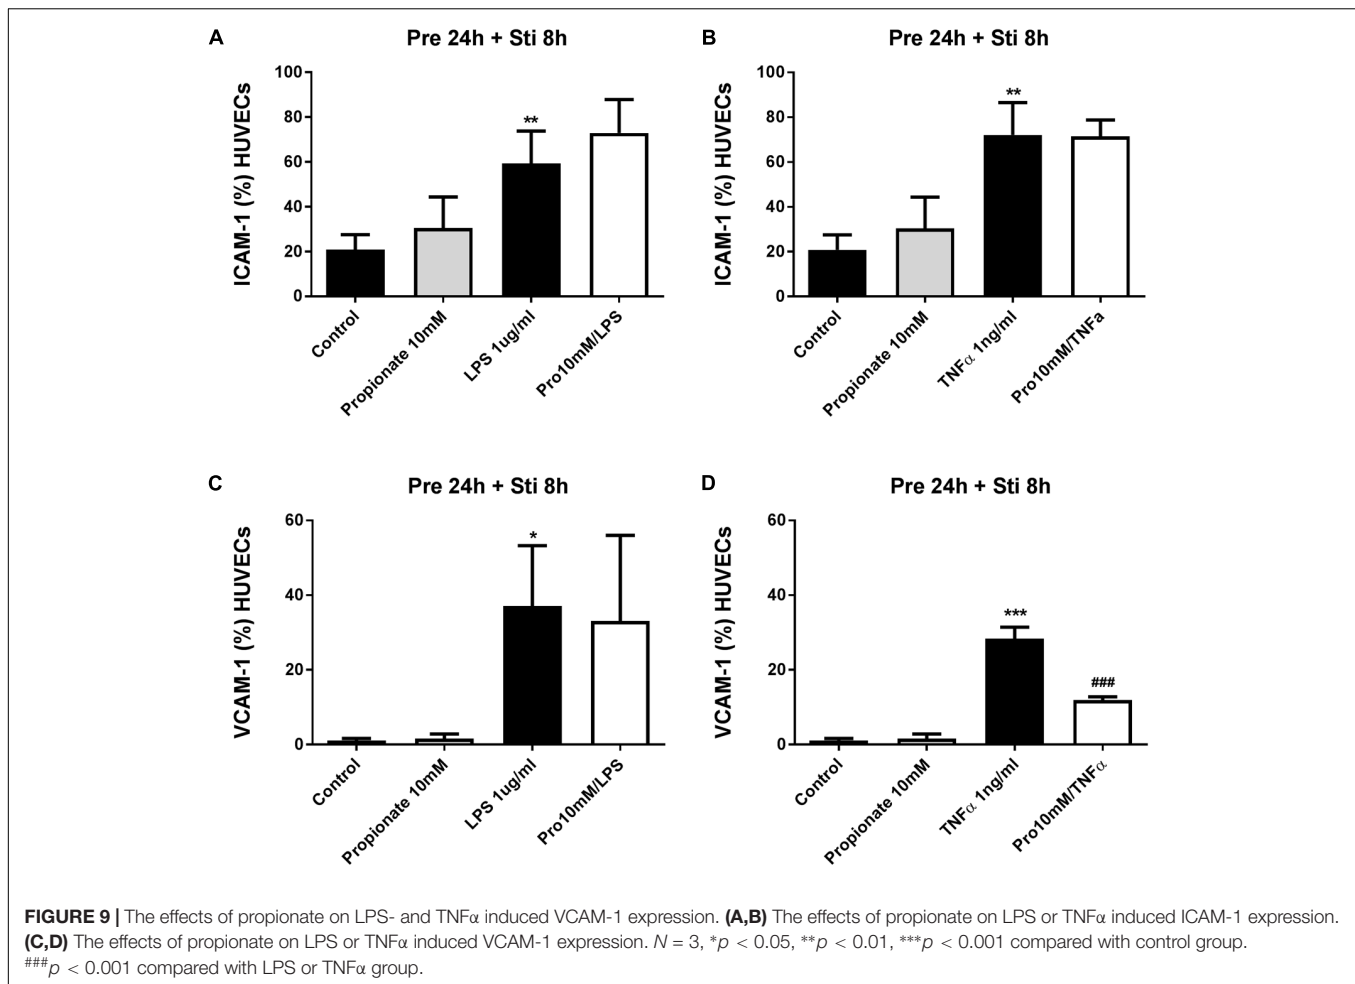 A
Pre 24h + Sti 8h
ICAM-1 (%) HUVECs
100
80
60
40
20
0
**
Control
Propionate 10mM
LPS 1ug/ml
Pro10mM/LPS
B
Pre 24h + Sti 8h
ICAM-1 (%) HUVECs
100
80
60
40
20
0
**
Control
Propionate 10mM
TNFα 1ng/ml
Pro10mM/TNFa
C
Pre 24h + Sti 8h
VCAM-1 (%) HUVECs
60
40
20
0
*
Control
Propionate 10mM
LPS 1ug/ml
Pro10mM/LPS
D
Pre 24h + Sti 8h
VCAM-1 (%) HUVECs
60
40
20
0
***
###
Control
Propionate 10mM
TNFα 1ng/ml
Pro10mM/TNFα
FIGURE 9 | The effects of propionate on LPS- and TNFα induced VCAM-1 expression. (A,B) The effects of propionate on LPS or TNFα induced ICAM-1 expression.
(C,D) The effects of propionate on LPS or TNFα induced VCAM-1 expression. N = 3, *p < 0.05, **p < 0.01, ***p < 0.001 compared with control group.
###p < 0.001 compared with LPS or TNFα group.